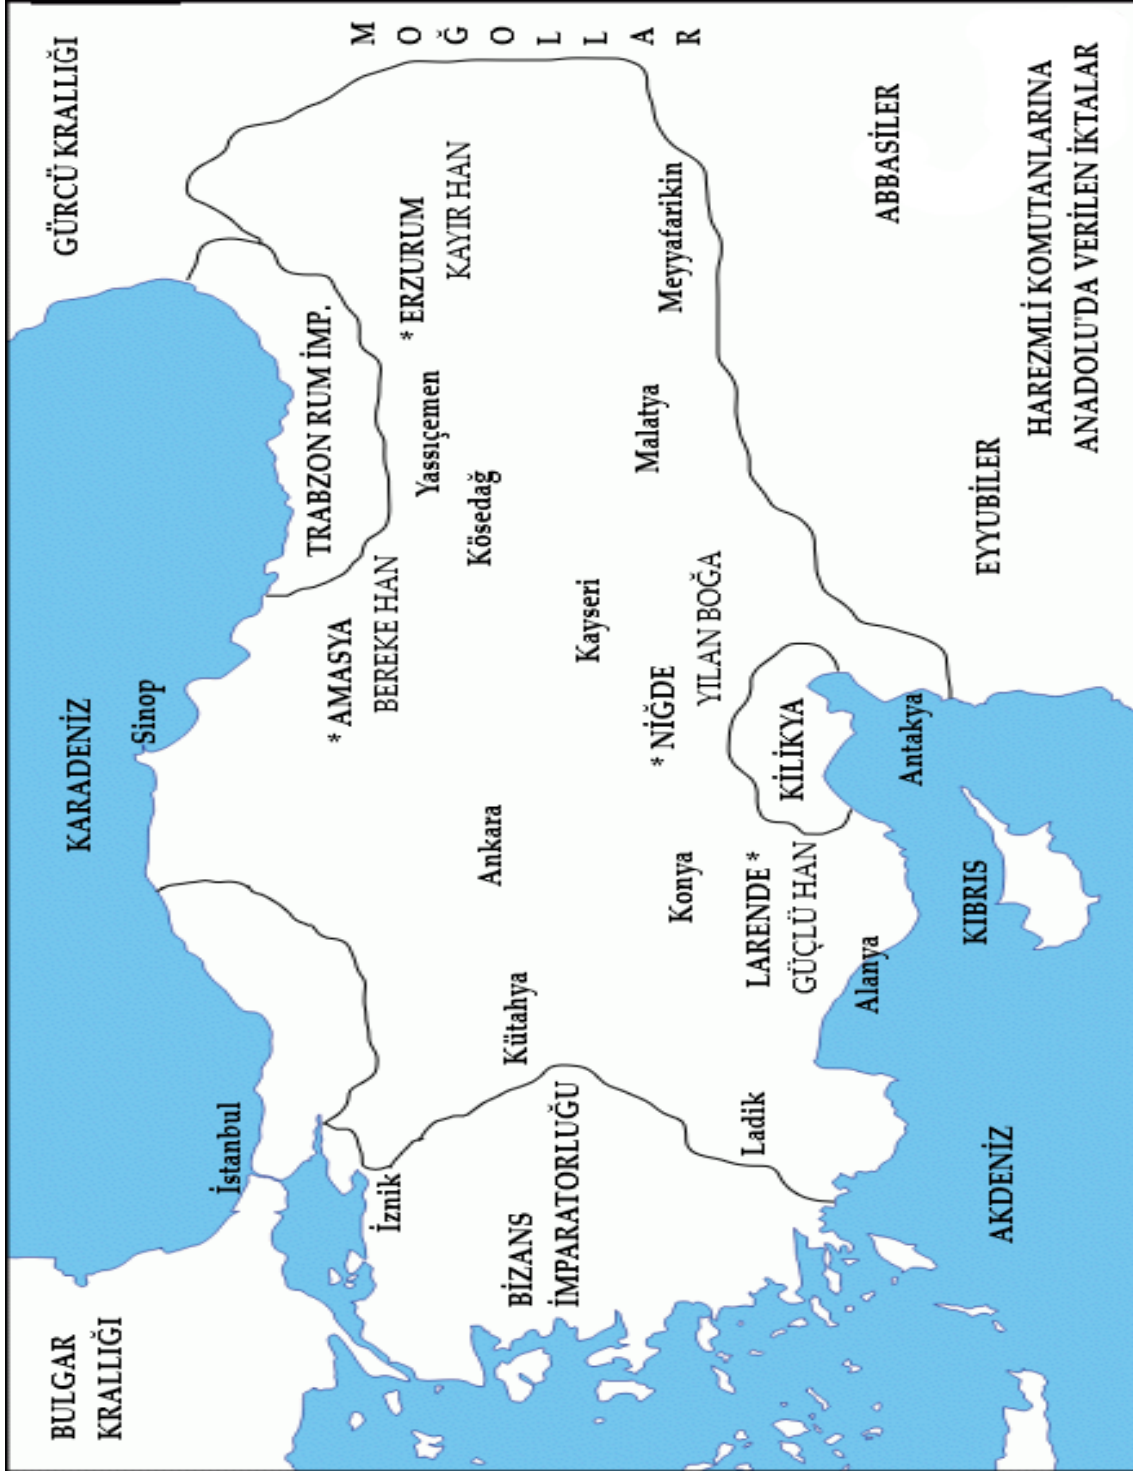 BULGAR
KRALLIĞI
KARADENİZ
GÜRCÜ KRALLIĞI
Sinop
İstanbul
TRABZON RUM İMP.
* AMASYA
BEREKE HAN
* ERZURUM
KAYIR HAN
MOĞOLLAR
Yassıçemen
Kösedağ
İznik
Ankara
Kütahya
BİZANS
İMPARATORLUĞU
Kayseri
Malatya
Meyyafarikin
* NİĞDE
YILAN BOĞA
Konya
LARENDE *
GÜÇLÜ HAN
Ladik
KİLİKYA
Alanya
Antakya
ABBASİLER
KIBRIS
EYYUBİLER
AKDENİZ
HAREZMLİ KOMUTANLARINA
ANADOLU'DA VERİLEN İKTALAR